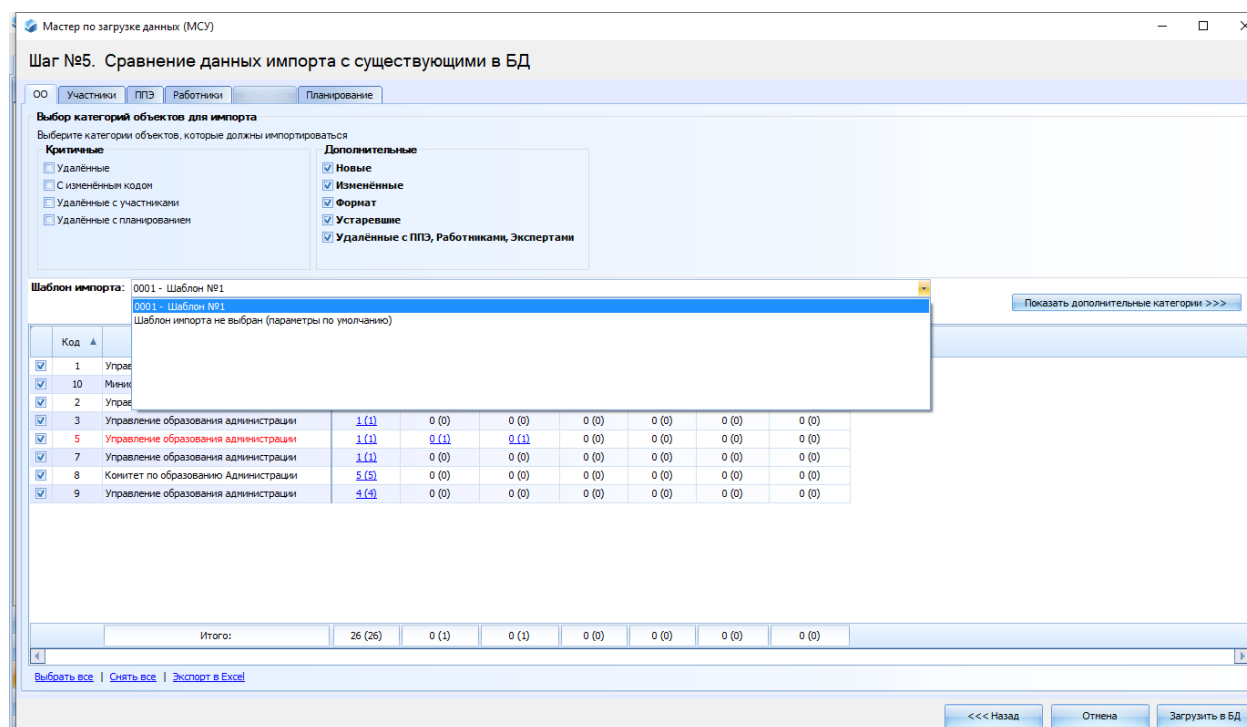 Мастер по загрузке данных (МСУ)
Шаг №5. Сравнение данных импорта с существующими в БД
ОО Участники ППЭ Работники Планирование
Выбор категорий объектов для импорта
Выберите категории объектов, которые должны импортироваться
Критичные Дополнительные
Удалённые Новые
С изменённым кодом Изменённые
Удалённые с участниками Формат
Удалённые с планированием Устаревшие
Удалённые с ППЭ, Работниками, Экспертами
Шаблон импорта: 0001 - Шаблон №1
Показать дополнительные категории >>>
0001 - Шаблон №1
Шаблон импорта не выбран (параметры по умолчанию)
Код
1 Управ
10 Минис
2 Управ
3 Управление образования администрации 1 (1) 0 (0) 0 (0) 0 (0) 0 (0) 0 (0) 0 (0)
5 Управление образования администрации 1 (1) 0 (1) 0 (1) 0 (0) 0 (0) 0 (0) 0 (0)
7 Управление образования администрации 1 (1) 0 (0) 0 (0) 0 (0) 0 (0) 0 (0) 0 (0)
8 Комитет по образованию Администрации 5 (5) 0 (0) 0 (0) 0 (0) 0 (0) 0 (0) 0 (0)
9 Управление образования администрации 4 (4) 0 (0) 0 (0) 0 (0) 0 (0) 0 (0) 0 (0)
Итого: 26 (26) 0 (1) 0 (1) 0 (0) 0 (0) 0 (0) 0 (0)
Выбрать все | Снять все | Экспорт в Excel
<<< Назад Отмена Загрузить в БД